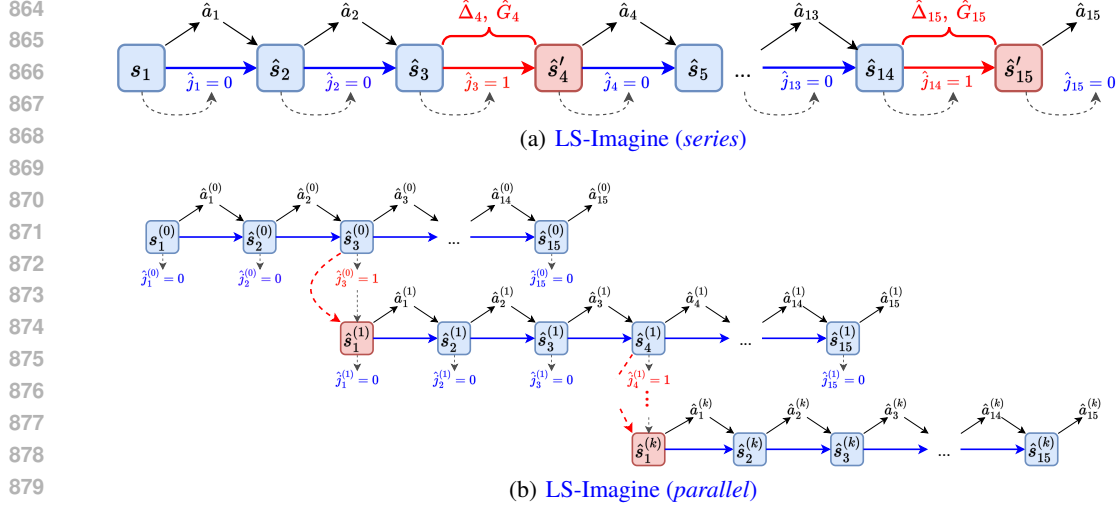 864
865
866
867
868
869
870
871
872
873
874
875
876
877
878
879
â₁ â₂ Δ̂₄, Ĝ₄ â₄ â₁₃ Δ̂₁₅, Ĝ₁₅ â₁₅
s₁ ŝ₂ ŝ₃ ŝ′₄ ŝ₅ ... ŝ₁₄ ŝ′₁₅
ĵ₁ = 0 ĵ₂ = 0 ĵ₃ = 1 ĵ₄ = 0 ĵ₁₃ = 0 ĵ₁₄ = 1 ĵ₁₅ = 0
(a) LS-Imagine (series)
â₁⁽⁰⁾ â₂⁽⁰⁾ â₃⁽⁰⁾ â₁₄⁽⁰⁾ â₁₅⁽⁰⁾
s₁⁽⁰⁾ ŝ₂⁽⁰⁾ ŝ₃⁽⁰⁾ ... ŝ₁₅⁽⁰⁾
ĵ₁⁽⁰⁾ = 0 ĵ₂⁽⁰⁾ = 0 ĵ₃⁽⁰⁾ = 1 ĵ₁₅⁽⁰⁾ = 0
â₁⁽¹⁾ â₂⁽¹⁾ â₃⁽¹⁾ â₄⁽¹⁾ â₁₄⁽¹⁾ â₁₅⁽¹⁾
ŝ₁⁽¹⁾ ŝ₂⁽¹⁾ ŝ₃⁽¹⁾ ŝ₄⁽¹⁾ ... ŝ₁₅⁽¹⁾
ĵ₁⁽¹⁾ = 0 ĵ₂⁽¹⁾ = 0 ĵ₃⁽¹⁾ = 0 ĵ₄⁽¹⁾ = 1 ĵ₁₅⁽¹⁾ = 0
â₁⁽ᵏ⁾ â₂⁽ᵏ⁾ â₃⁽ᵏ⁾ â₁₄⁽ᵏ⁾ â₁₅⁽ᵏ⁾
ŝ₁⁽ᵏ⁾ ŝ₂⁽ᵏ⁾ ŝ₃⁽ᵏ⁾ ... ŝ₁₅⁽ᵏ⁾
(b) LS-Imagine (parallel)